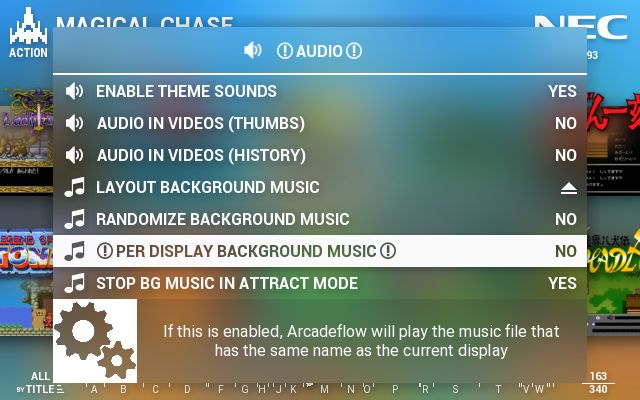 MAGICAL CHASE
NEC
ACTION
AUDIO
93
ENABLE THEME SOUNDS YES
AUDIO IN VIDEOS (THUMBS) NO
AUDIO IN VIDEOS (HISTORY) NO
LAYOUT BACKGROUND MUSIC
RANDOMIZE BACKGROUND MUSIC NO
PER DISPLAY BACKGROUND MUSIC NO
STOP BG MUSIC IN ATTRACT MODE YES
If this is enabled, Arcadeflow will play the music file that
has the same name as the current display
ALL
BY TITLE
A B C D F G H J K L M N O P R S T V W
163
340